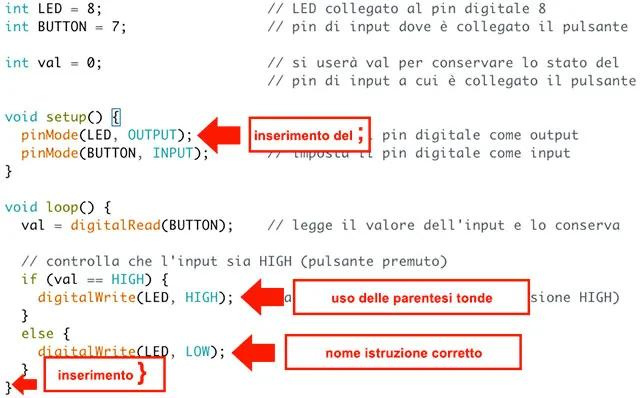 int LED = 8; // LED collegato al pin digitale 8
int BUTTON = 7; // pin di input dove è collegato il pulsante
int val = 0; // si userà val per conservare lo stato del
// pin di input a cui è collegato il pulsante
void setup() {
pinMode(LED, OUTPUT); inserimento del ; pin digitale come output
pinMode(BUTTON, INPUT); // imposta il pin digitale come input
}
void loop() {
val = digitalRead(BUTTON); // legge il valore dell'input e lo conserva
// controlla che l'input sia HIGH (pulsante premuto)
if (val == HIGH) {
digitalWrite(LED, HIGH); uso delle parentesi tonde sione HIGH)
}
else {
digitalWrite(LED, LOW); nome istruzione corretto
}
} inserimento }